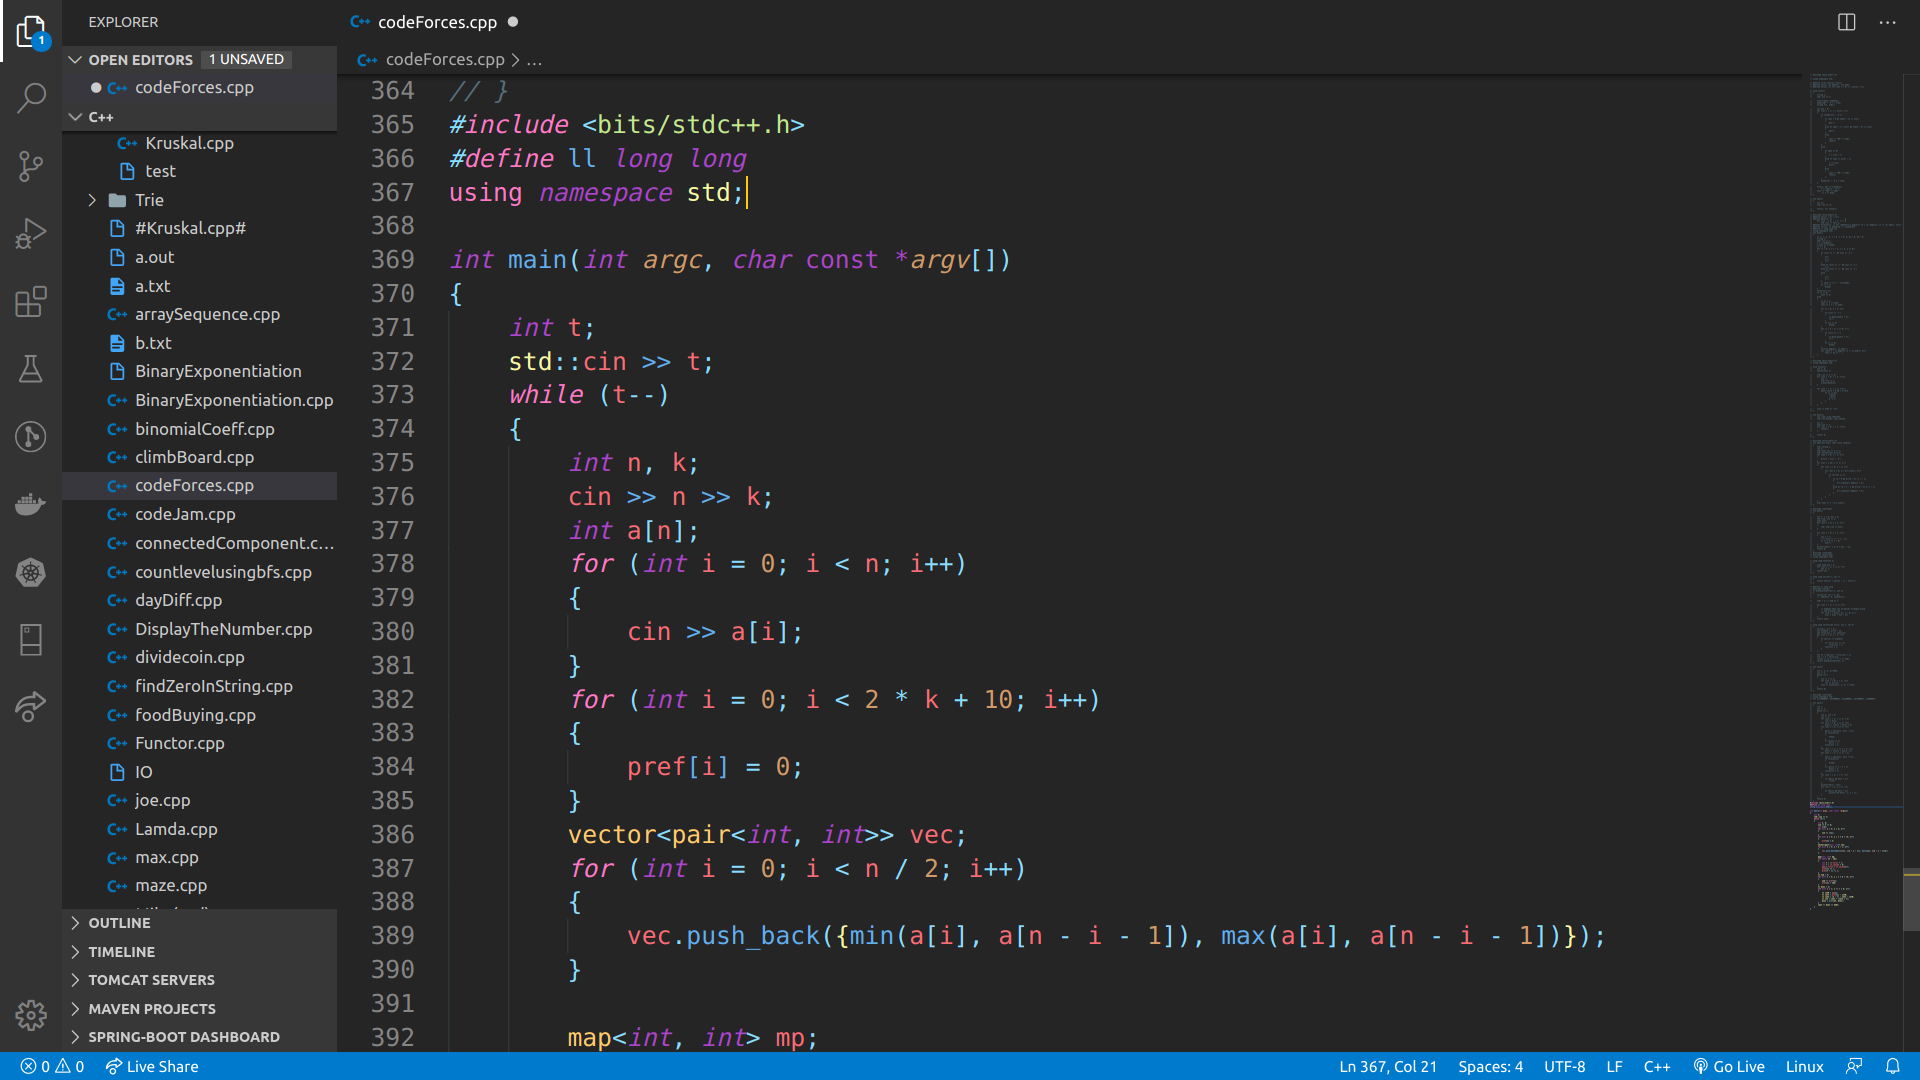 EXPLORER
OPEN EDITORS 1 UNSAVED
codeForces.cpp
C++
Kruskal.cpp
test
Trie
#Kruskal.cpp#
a.out
a.txt
arraySequence.cpp
b.txt
BinaryExponentiation
BinaryExponentiation.cpp
binomialCoeff.cpp
climbBoard.cpp
codeForces.cpp
codeJam.cpp
connectedComponent.c...
countlevelusingbfs.cpp
dayDiff.cpp
DisplayTheNumber.cpp
dividecoin.cpp
findZeroInString.cpp
foodBuying.cpp
Functor.cpp
IO
joe.cpp
Lamda.cpp
max.cpp
maze.cpp
OUTLINE
TIMELINE
TOMCAT SERVERS
MAVEN PROJECTS
SPRING-BOOT DASHBOARD
1
codeForces.cpp
codeForces.cpp > ...
364 // }
365 #include <bits/stdc++.h>
366 #define ll long long
367 using namespace std;
368
369 int main(int argc, char const *argv[])
370 {
371 int t;
372 std::cin >> t;
373 while (t--)
374 {
375 int n, k;
376 cin >> n >> k;
377 int a[n];
378 for (int i = 0; i < n; i++)
379 {
380 cin >> a[i];
381 }
382 for (int i = 0; i < 2 * k + 10; i++)
383 {
384 pref[i] = 0;
385 }
386 vector<pair<int, int>> vec;
387 for (int i = 0; i < n / 2; i++)
388 {
389 vec.push_back({min(a[i], a[n - i - 1]), max(a[i], a[n - i - 1])});
390 }
391
392 map<int, int> mp;
0 0 Live Share Ln 367, Col 21 Spaces: 4 UTF-8 LF C++ Go Live Linux